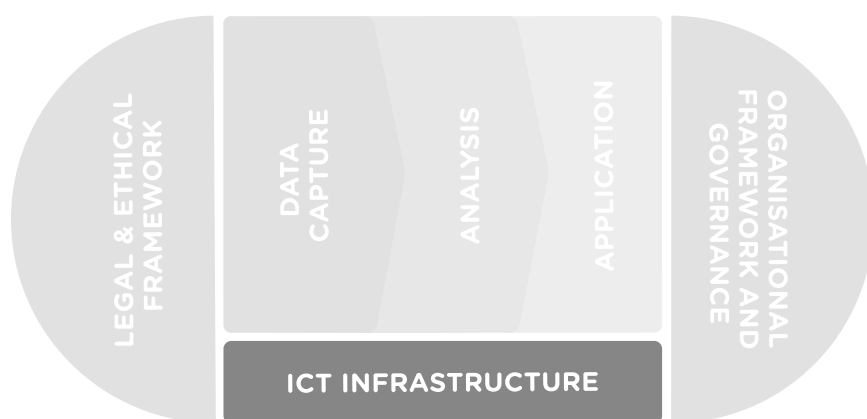 LEGAL & ETHICAL
FRAMEWORK
DATA
CAPTURE
ANALYSIS
APPLICATION
ORGANISATIONAL
FRAMEWORK AND
GOVERNANCE
ICT INFRASTRUCTURE